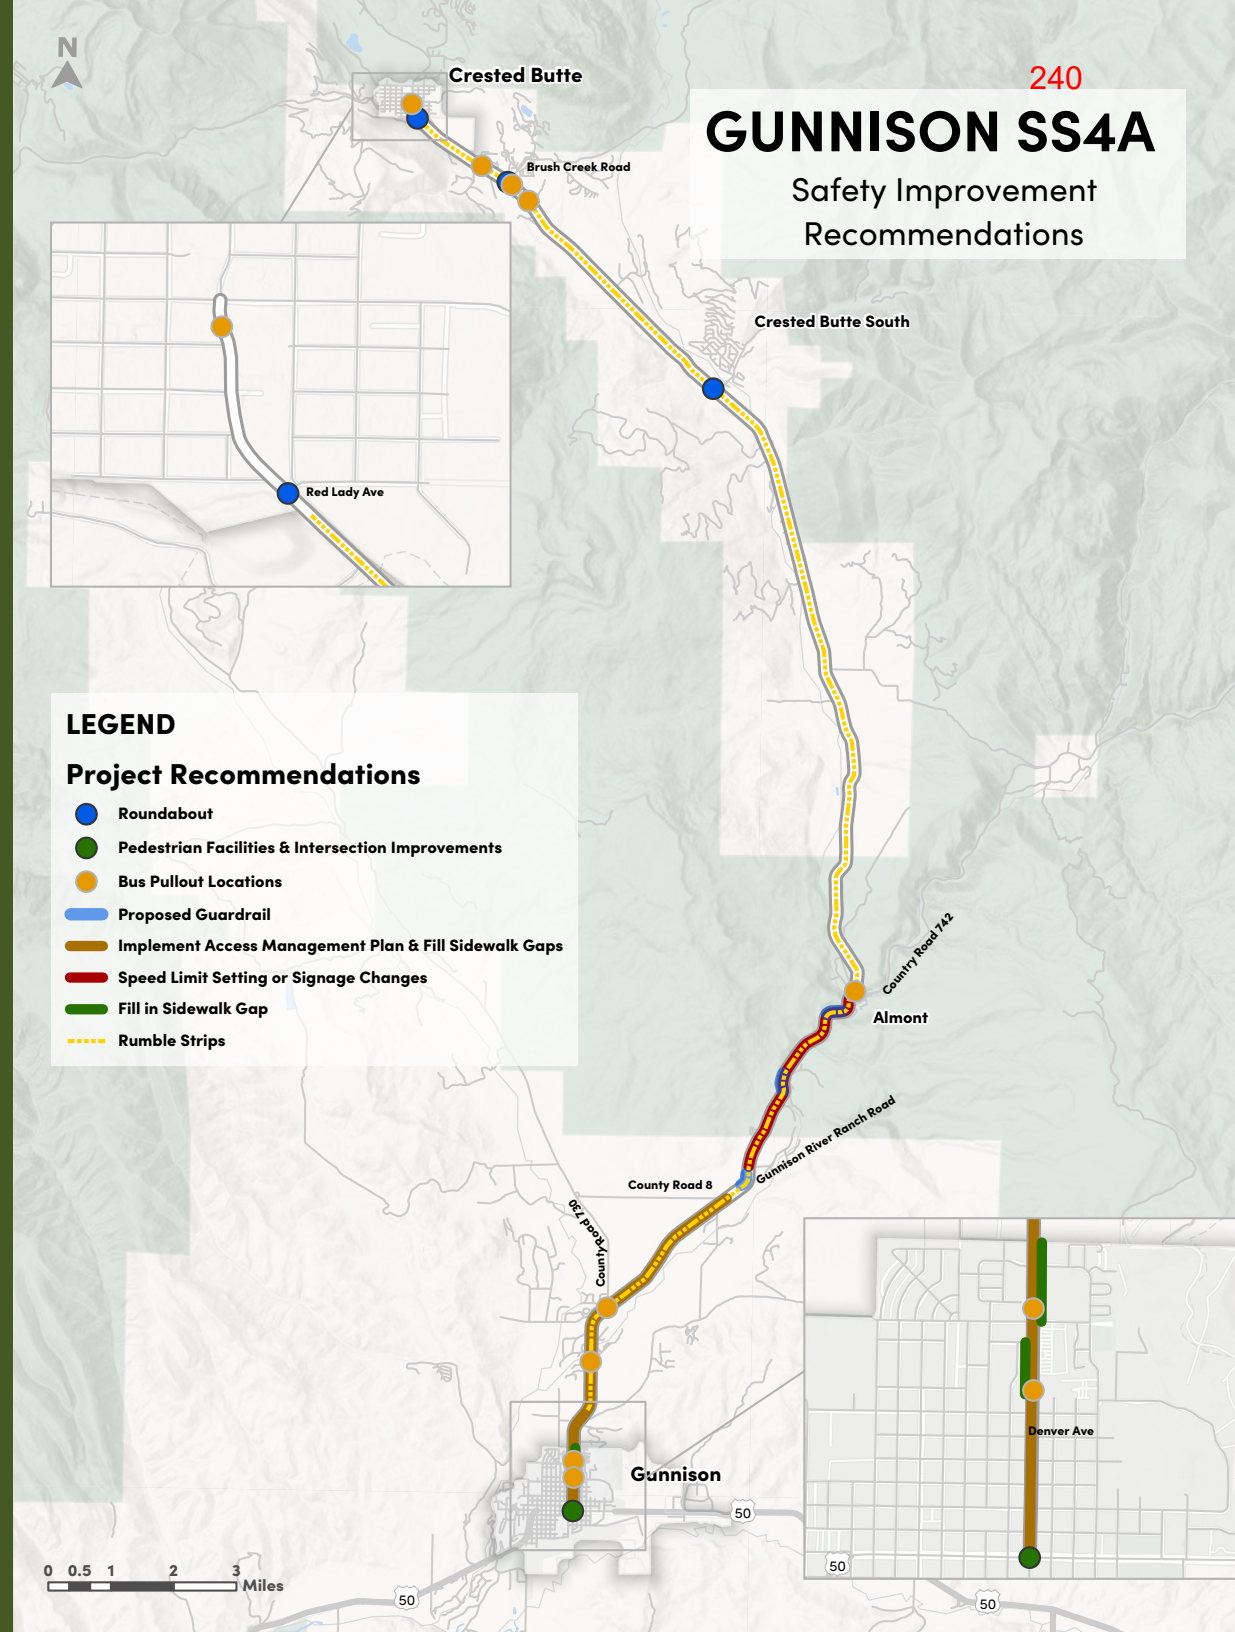 N
Crested Butte
240
GUNNISON SS4A
Safety Improvement
Recommendations
Brush Creek Road
Crested Butte South
Red Lady Ave
LEGEND
Project Recommendations
Roundabout
Pedestrian Facilities & Intersection Improvements
Bus Pullout Locations
Proposed Guardrail
Implement Access Management Plan & Fill Sidewalk Gaps
Speed Limit Setting or Signage Changes
Fill in Sidewalk Gap
Rumble Strips
Country Road 742
Almont
Gunnison River Ranch Road
County Road 8
County Road 730
Denver Ave
Gunnison
50
50
0 0.5 1 2 3
Miles
50
50